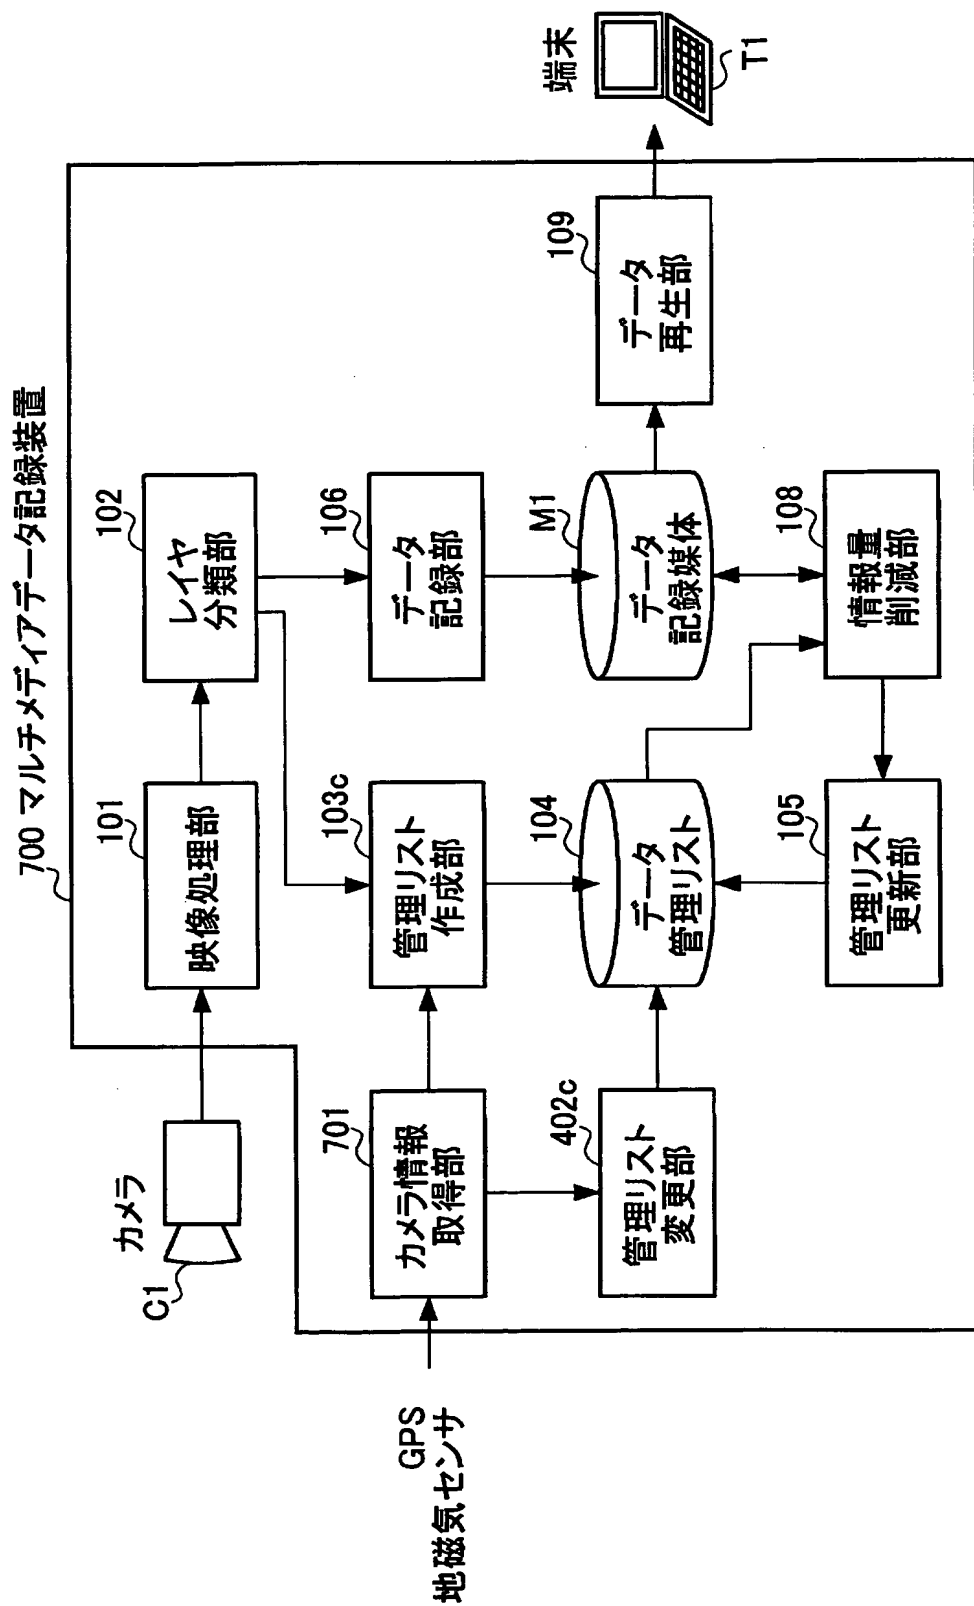 700 マルチメディアデータ記録装置
カメラ
C1
101
映像処理部
102
レイヤ
分類部
GPS
地磁気センサ
701
カメラ情報
取得部
103c
管理リスト
作成部
106
データ
記録部
402c
管理リスト
変更部
104
データ
管理リスト
M1
データ
記録媒体
109
データ
再生部
端末
T1
105
管理リスト
更新部
108
情報量
削減部